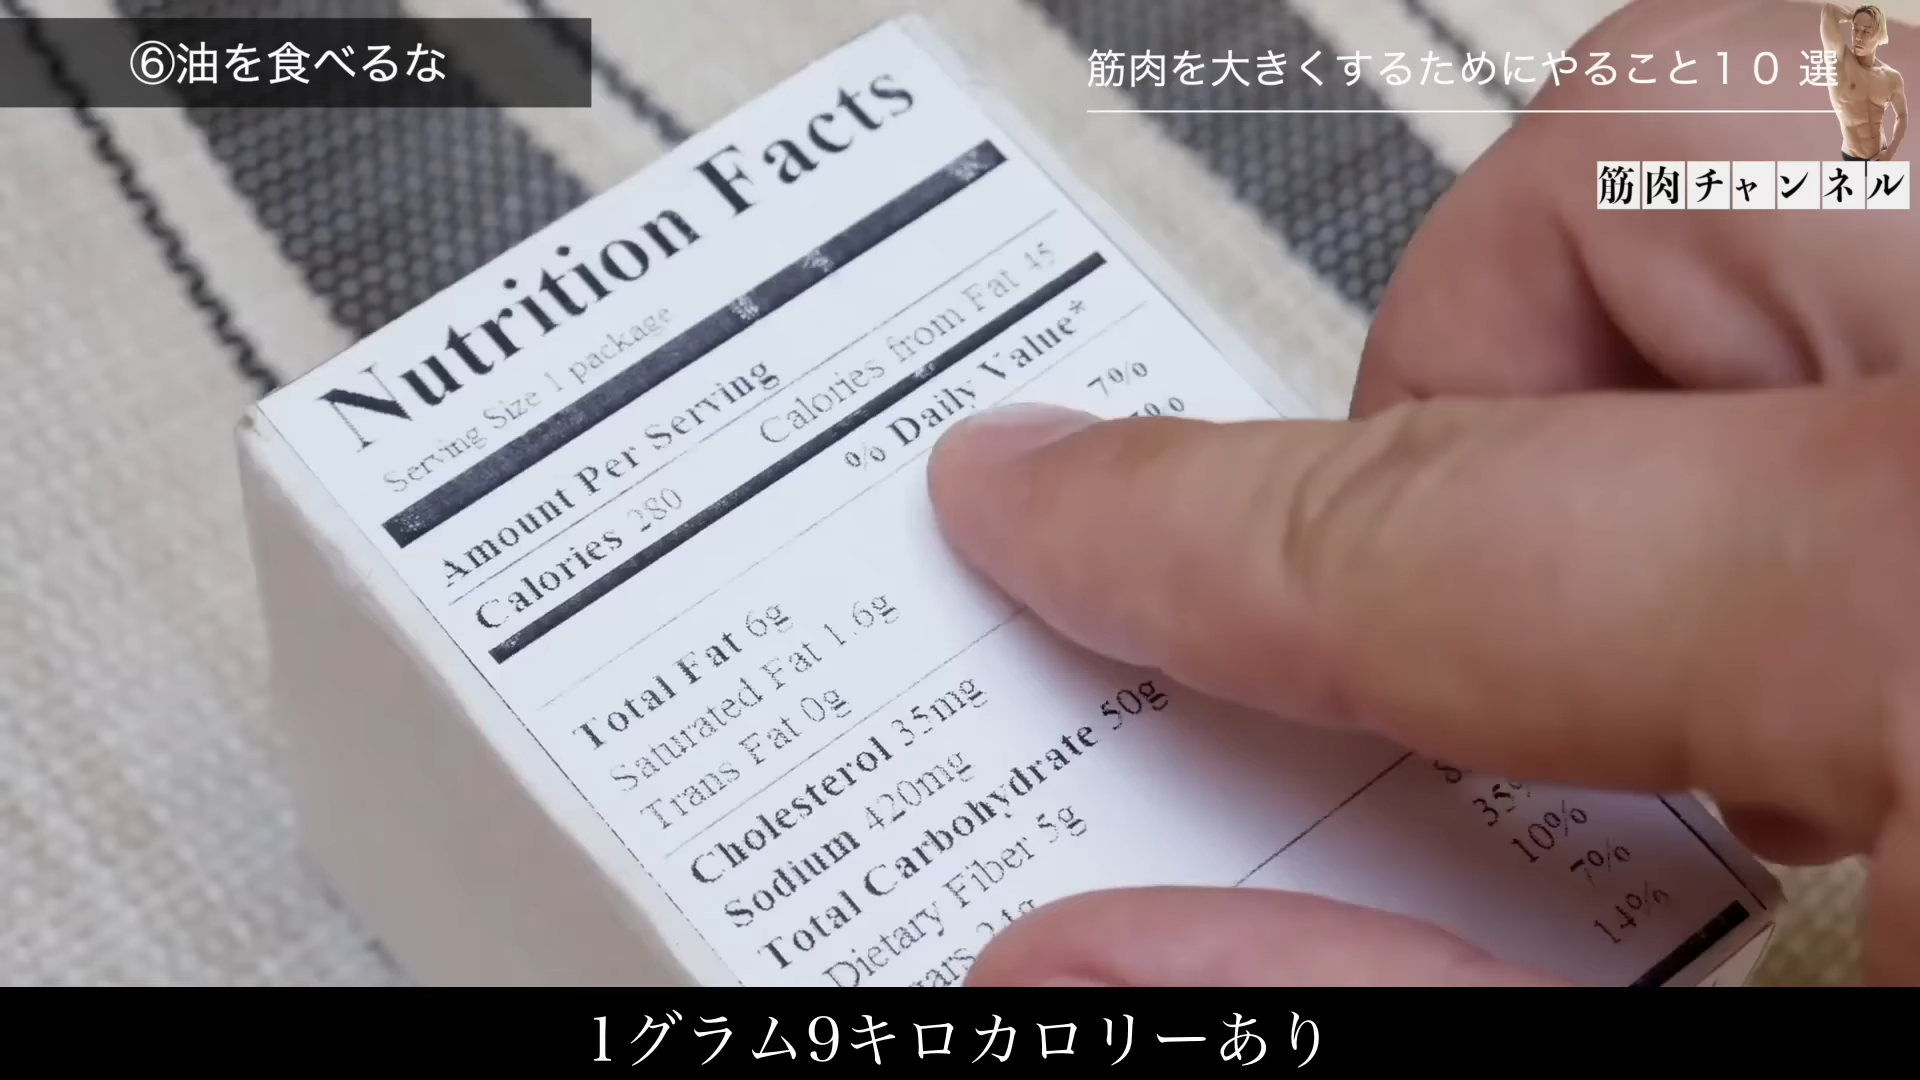 ⑥油を食べるな
筋肉を大きくするためにやること１０選
筋肉チャンネル
Nutrition Facts
Serving Size 1 package
Amount Per Serving
Calories 280 Calories from Fat 45
% Daily Value*
Total Fat 6g 7%
Saturated Fat 1.6g
Trans Fat 0g
Cholesterol 35mg
Sodium 420mg
Total Carbohydrate 50g
Dietary Fiber 5g
10%
7%
14%
1グラム9キロカロリーあり